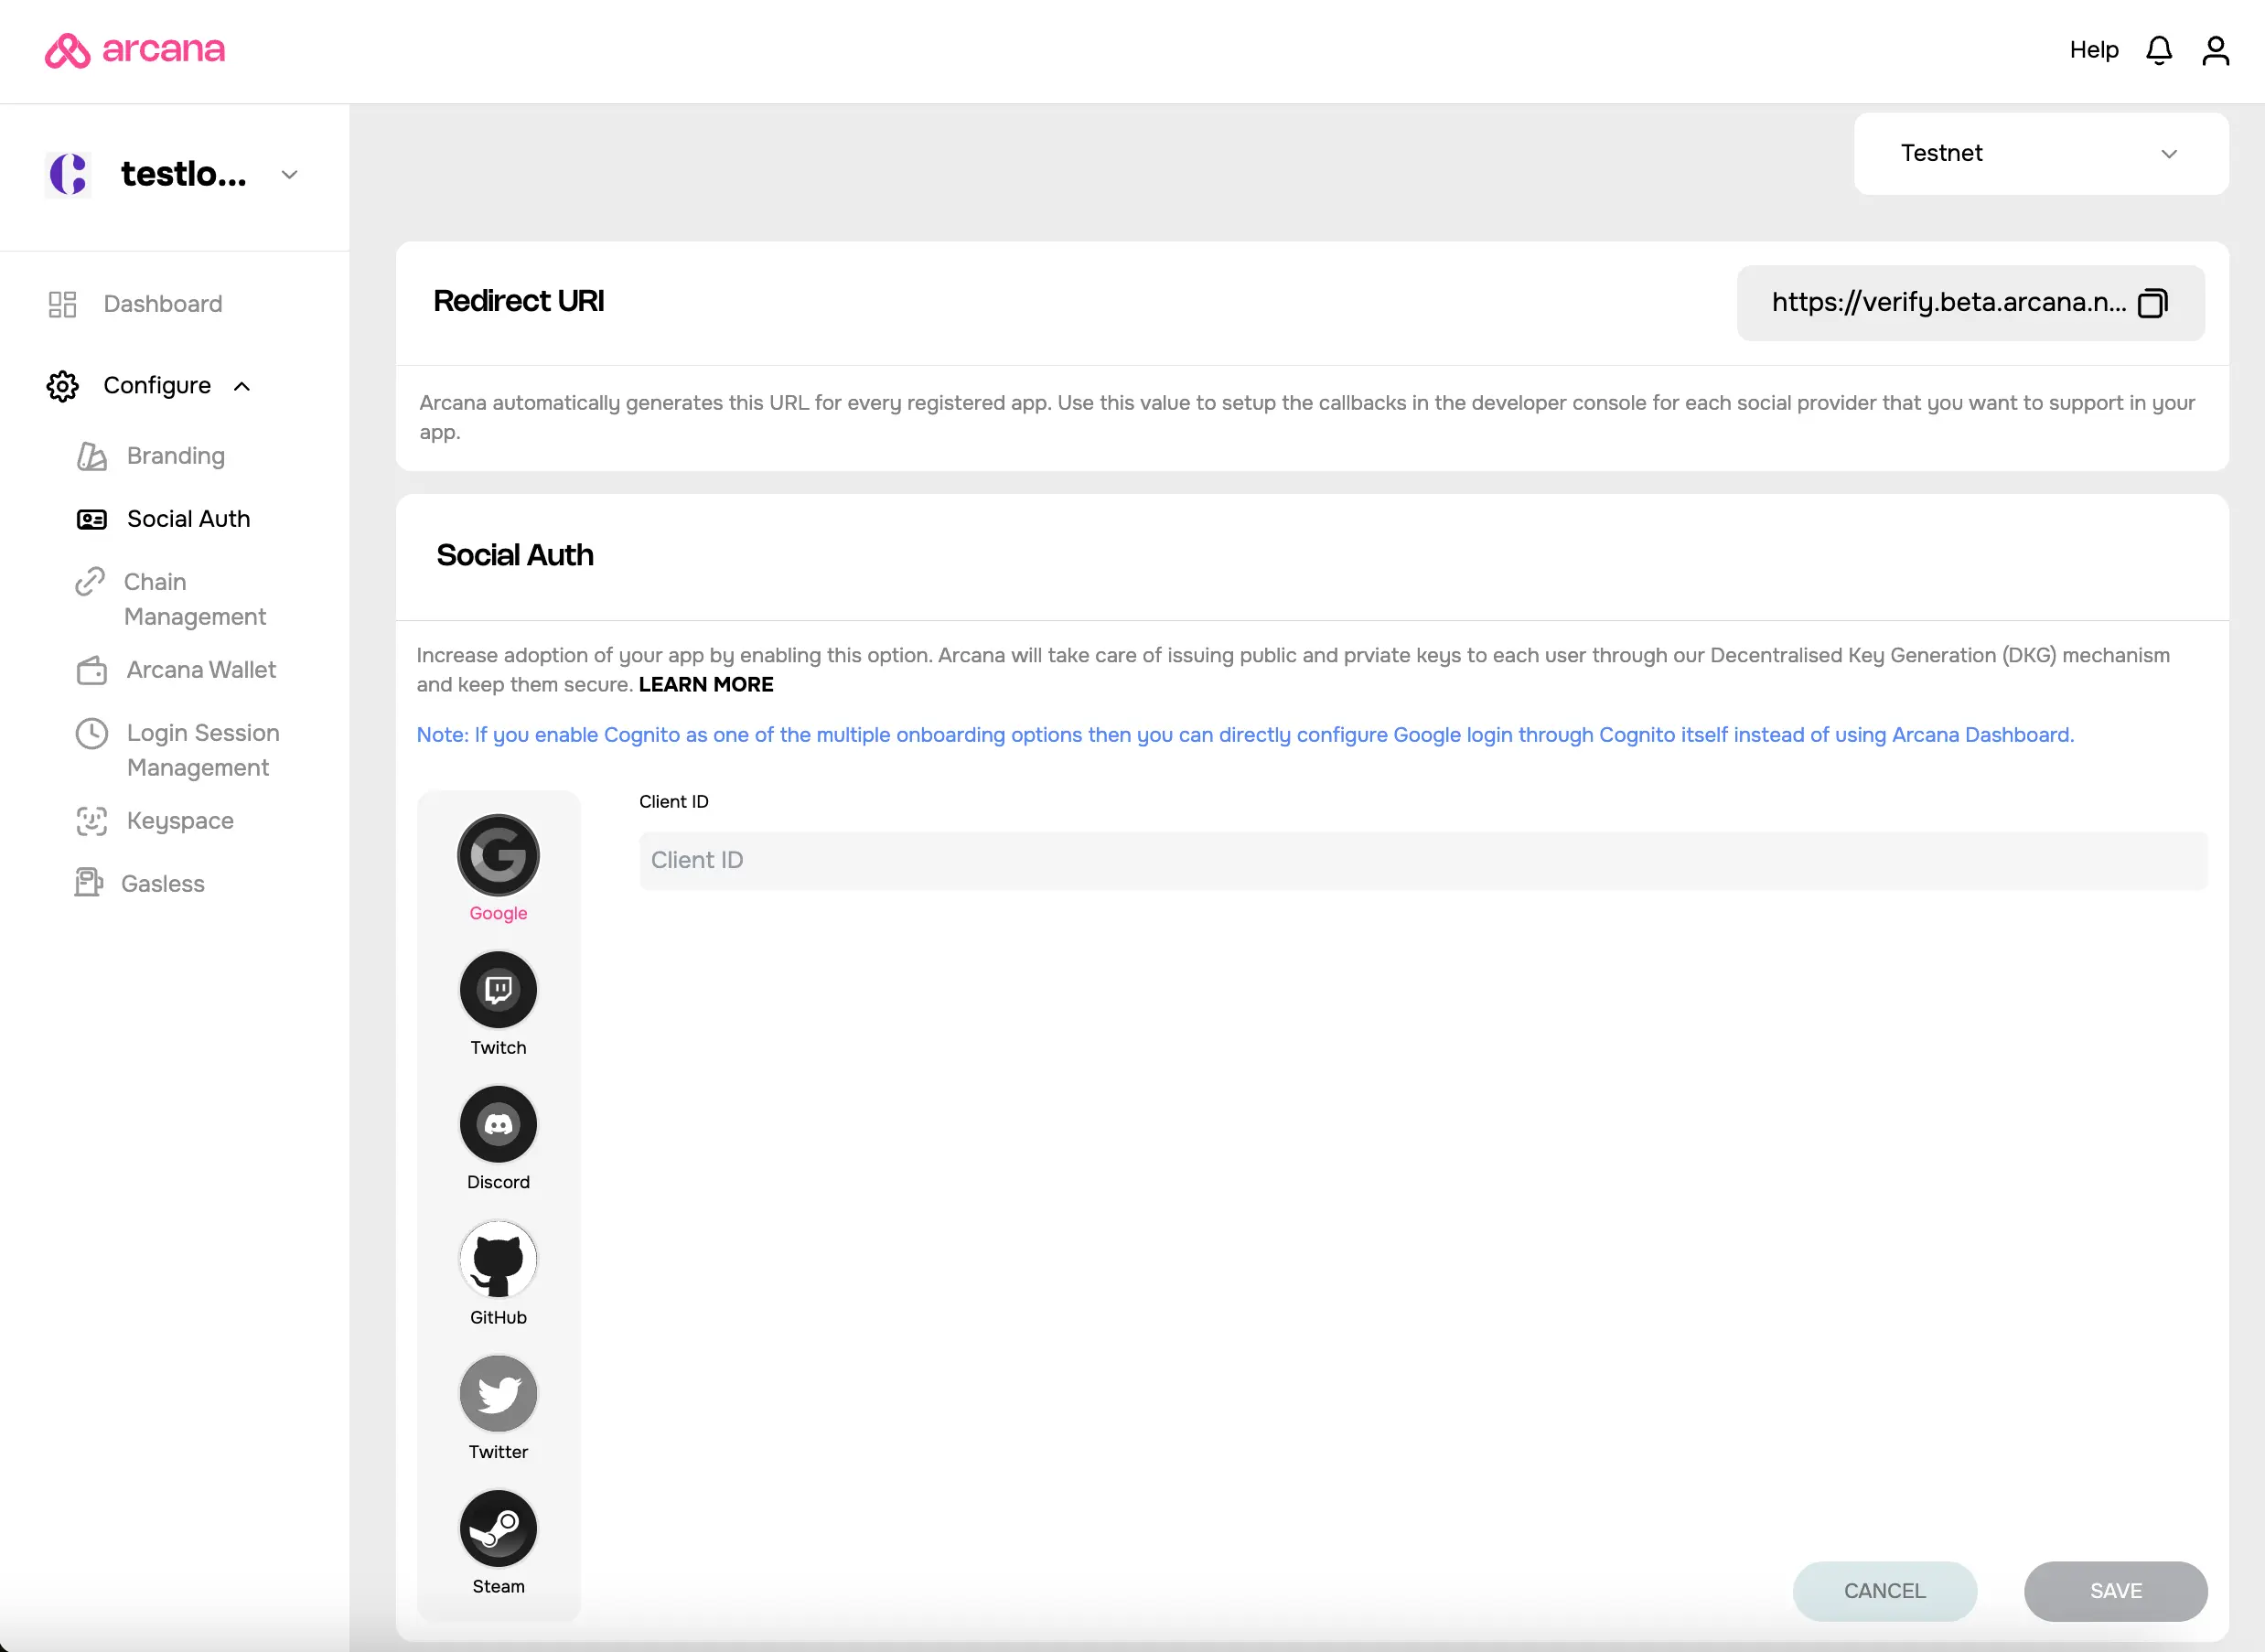 arcana
Help
testlo...
Testnet
Dashboard
Configure
Branding
Social Auth
Chain
Management
Arcana Wallet
Login Session
Management
Keyspace
Gasless
Redirect URI
https://verify.beta.arcana.n...
Arcana automatically generates this URL for every registered app. Use this value to setup the callbacks in the developer console for each social provider that you want to support in your
app.
Social Auth
Increase adoption of your app by enabling this option. Arcana will take care of issuing public and prviate keys to each user through our Decentralised Key Generation (DKG) mechanism
and keep them secure. LEARN MORE
Note: If you enable Cognito as one of the multiple onboarding options then you can directly configure Google login through Cognito itself instead of using Arcana Dashboard.
Google
Twitch
Discord
GitHub
Twitter
Steam
Client ID
Client ID
CANCEL
SAVE